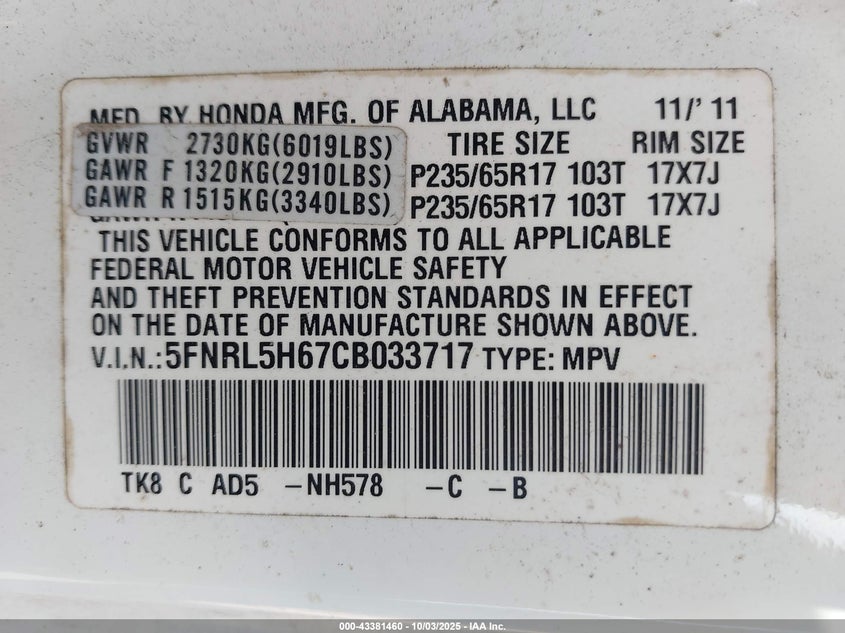 MFD. BY HONDA MFG. OF ALABAMA, LLC 11/'11
GVWR 2730KG(6019LBS) TIRE SIZE RIM SIZE
GAWR F 1320KG(2910LBS) P235/65R17 103T 17X7J
GAWR R 1515KG(3340LBS) P235/65R17 103T 17X7J
THIS VEHICLE CONFORMS TO ALL APPLICABLE
FEDERAL MOTOR VEHICLE SAFETY
AND THEFT PREVENTION STANDARDS IN EFFECT
ON THE DATE OF MANUFACTURE SHOWN ABOVE.
V.I.N.:5FNRL5H67CB033717 TYPE: MPV
TK8 C AD5 -NH578 -C -B
000-43381460 - 10/03/2025 - IAA Inc.